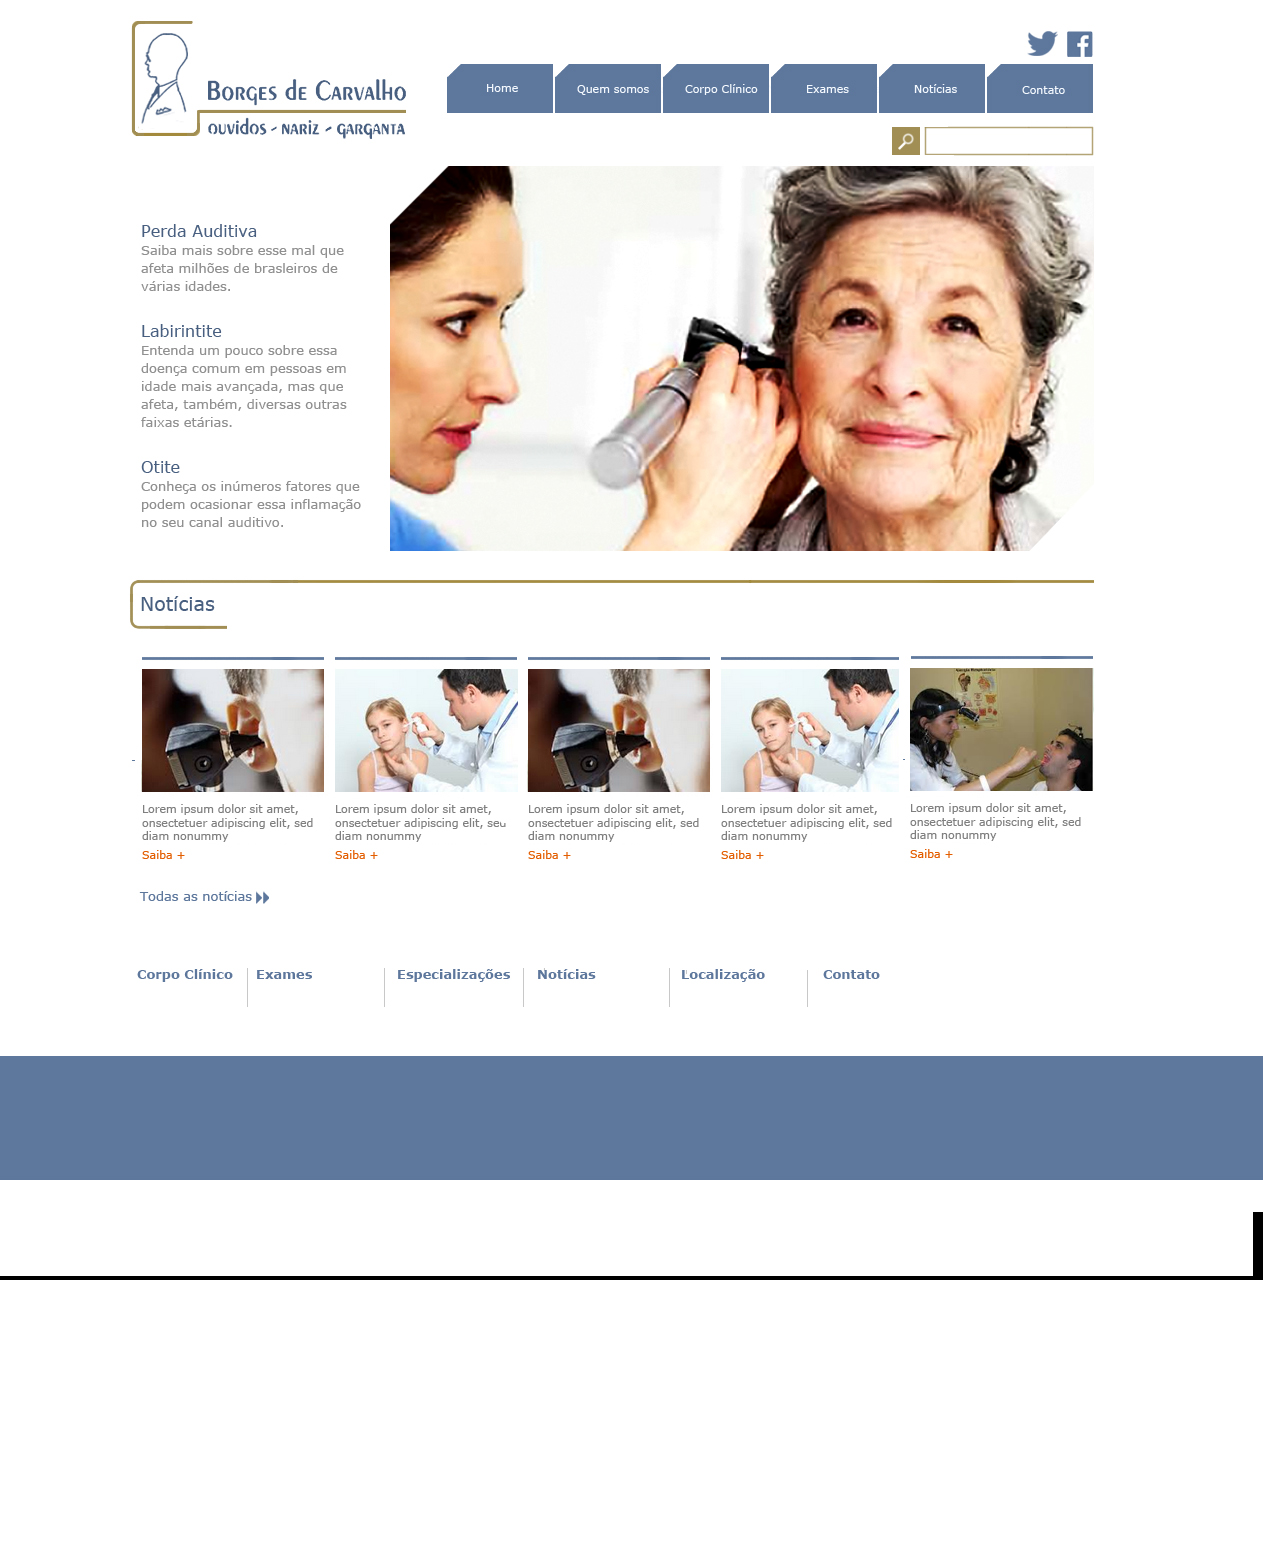 Borges de Carvalho
ouvidos - nariz - garganta
Home
Quem somos
Corpo Clínico
Exames
Notícias
Contato
Perda Auditiva
Saiba mais sobre esse mal que
afeta milhões de brasleiros de
várias idades.
Labirintite
Entenda um pouco sobre essa
doença comum em pessoas em
idade mais avançada, mas que
afeta, também, diversas outras
faixas etárias.
Otite
Conheça os inúmeros fatores que
podem ocasionar essa inflamação
no seu canal auditivo.
Notícias
Lorem ipsum dolor sit amet,
onsectetuer adipiscing elit, sed
diam nonummy
Saiba +
Lorem ipsum dolor sit amet,
onsectetuer adipiscing elit, sed
diam nonummy
Saiba +
Lorem ipsum dolor sit amet,
onsectetuer adipiscing elit, sed
diam nonummy
Saiba +
Lorem ipsum dolor sit amet,
onsectetuer adipiscing elit, sed
diam nonummy
Saiba +
Lorem ipsum dolor sit amet,
onsectetuer adipiscing elit, sed
diam nonummy
Saiba +
Todas as notícias
Corpo Clínico
Exames
Especializações
Notícias
Localização
Contato